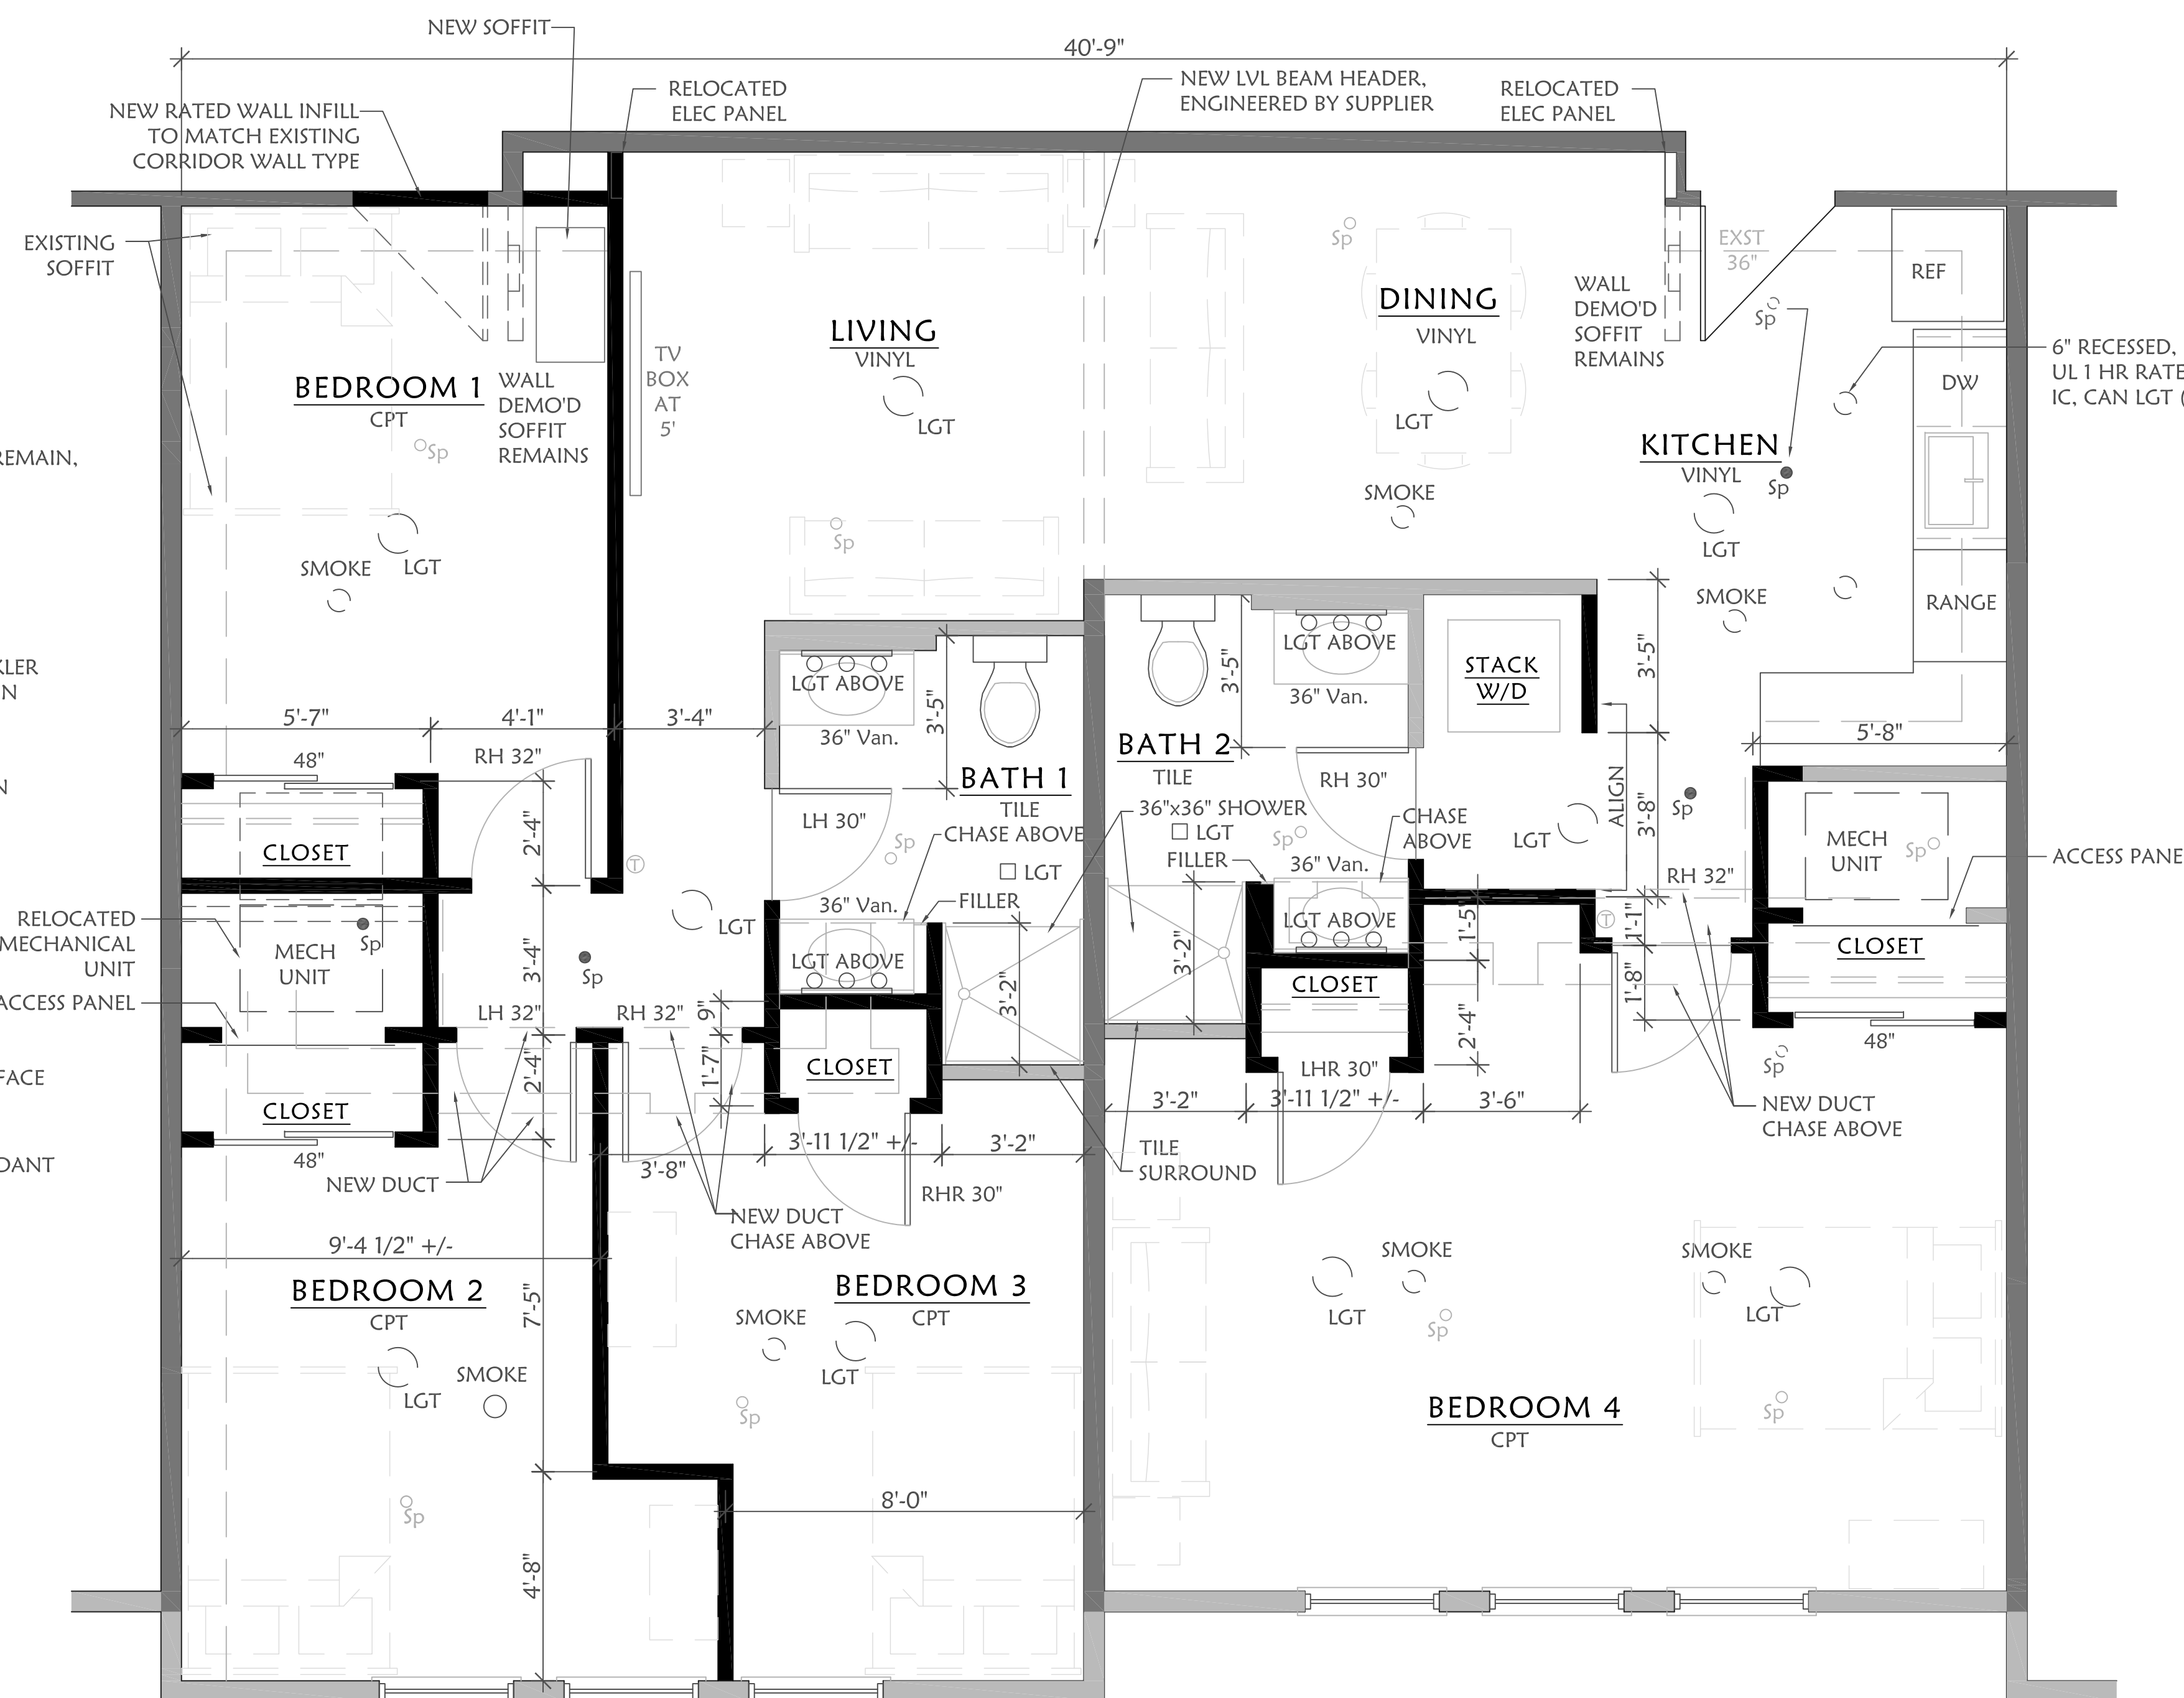 NEW SOFFIT
40'-9"
RELOCATED
ELEC PANEL
NEW LVL BEAM HEADER,
ENGINEERED BY SUPPLIER
RELOCATED
ELEC PANEL
NEW RATED WALL INFILL
TO MATCH EXISTING
CORRIDOR WALL TYPE
EXISTING
SOFFIT
BEDROOM 1
CPT
Sp
WALL
DEMO'D
SOFFIT
REMAINS
TV
BOX
AT
5'
LIVING
VINYL
LGT
Sp
DINING
VINYL
LGT
Sp
SMOKE
WALL
DEMO'D
SOFFIT
REMAINS
EXST
36"
Sp
REF
DW
6" RECESSED,
UL 1 HR RATE
IC, CAN LGT (
KITCHEN
VINYL
Sp
LGT
SMOKE
RANGE
REMAIN,
SMOKE
LGT
KLER
N
N
5'-7"
4'-1"
3'-4"
48"
RH 32"
CLOSET
2'-4"
LGT ABOVE
36" Van.
3'-5"
BATH 1
TILE
LH 30"
CHASE ABOVE
Sp
LGT
36" Van.
FILLER
LGT ABOVE
3'-2"
BATH 2
TILE
3'-5"
LGT ABOVE
36" Van.
RH 30"
36"x36" SHOWER
LGT
Sp
CHASE
ABOVE
FILLER
36" Van.
LGT ABOVE
3'-2"
STACK
W/D
3'-5"
ALIGN
3'-8"
LGT
Sp
5'-8"
MECH
UNIT
Sp
ACCESS PANE
RH 32"
T
1'-1"
1'-5"
1'-8"
CLOSET
48"
RELOCATED
MECHANICAL
UNIT
ACCESS PANEL
MECH
UNIT
Sp
T
LGT
3'-4"
Sp
LH 32"
RH 32"
9"
1'-7"
2'-4"
CLOSET
CLOSET
2'-4"
LHR 30"
Sp
FACE
CLOSET
48"
3'-2"
3'-11 1/2" +/-
3'-6"
NEW DUCT
CHASE ABOVE
DANT
NEW DUCT
3'-8"
3'-11 1/2" +/-
3'-2"
TILE
SURROUND
RHR 30"
NEW DUCT
CHASE ABOVE
9'-4 1/2" +/-
BEDROOM 2
CPT
LGT
SMOKE
7'-5"
Sp
4'-8"
BEDROOM 3
CPT
SMOKE
LGT
Sp
8'-0"
LGT
SMOKE
Sp
SMOKE
LGT
Sp
BEDROOM 4
CPT